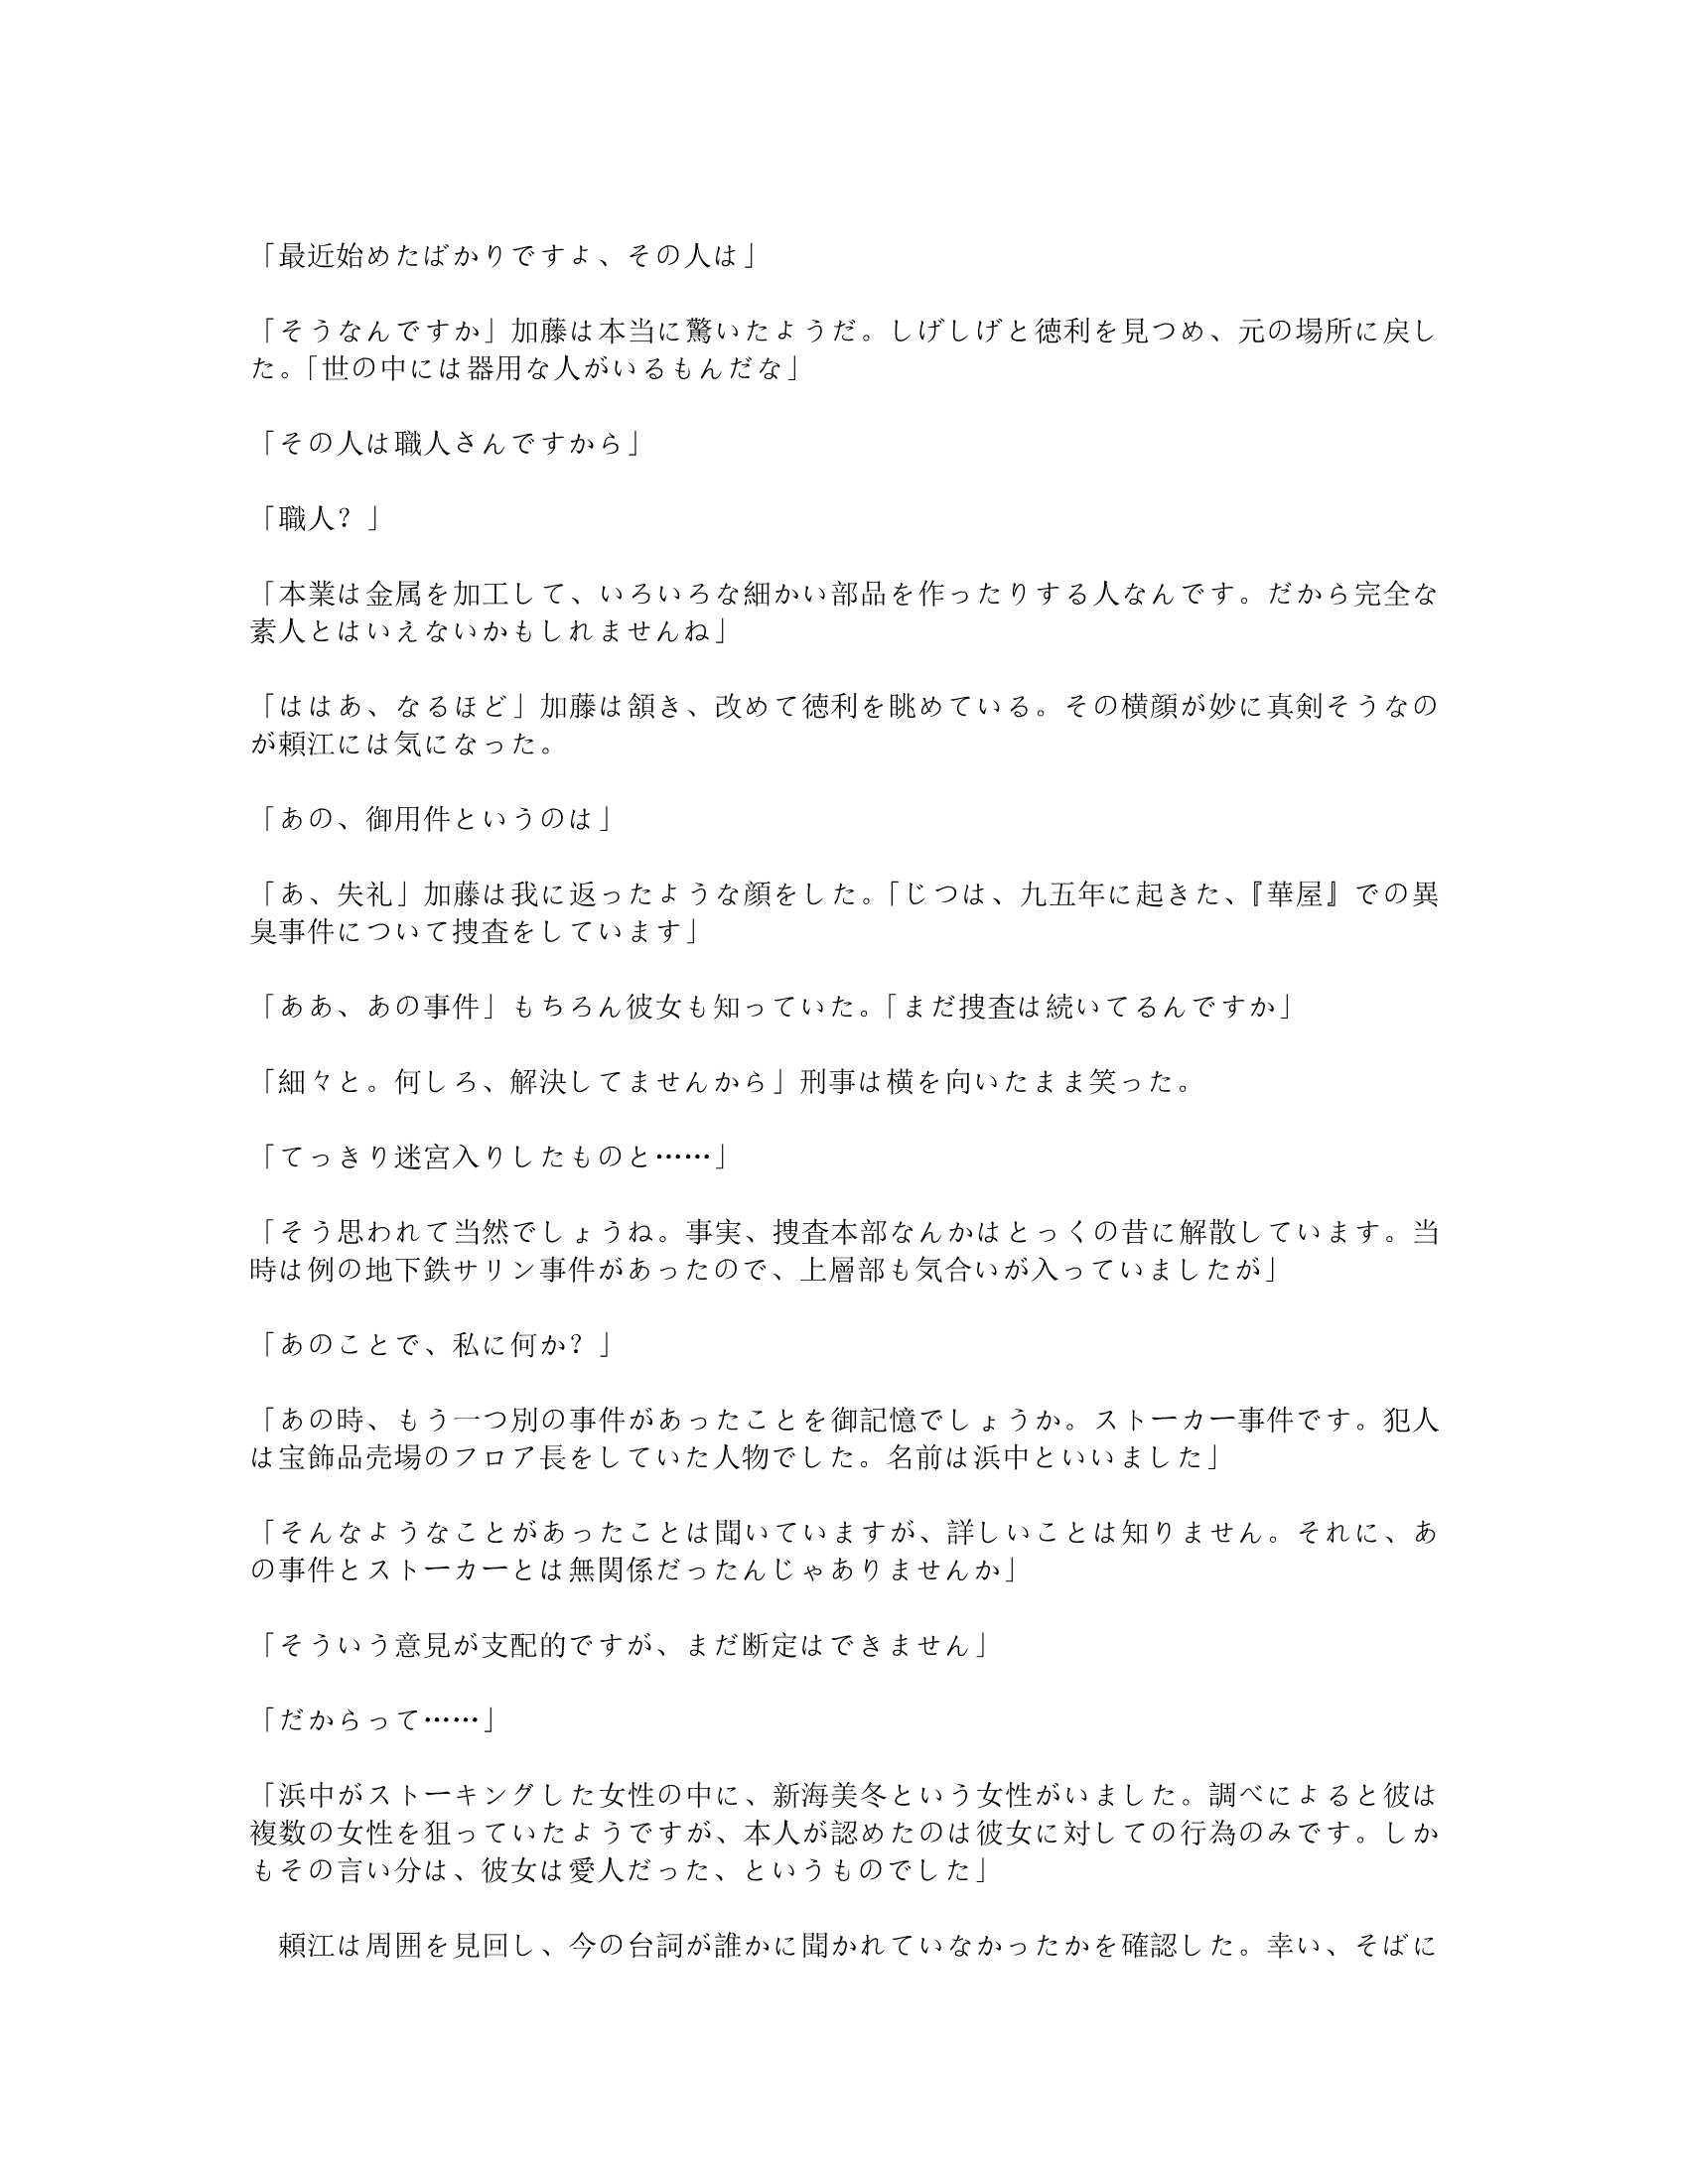 「最近始めたばかりですよ、その人は」
「そうなんですか」加藤は本当に驚いたようだ。しげしげと徳利を見つめ、元の場所に戻し
た。「世の中には器用な人がいるもんだな」
「その人は職人さんですから」
「職人？」
「本業は金属を加工して、いろいろな細かい部品を作ったりする人なんです。だから完全な
素人とはいえないかもしれませんね」
「ははあ、なるほど」加藤は頷き、改めて徳利を眺めている。その横顔が妙に真剣そうなの
が頼江には気になった。
「あの、御用件というのは」
「あ、失礼」加藤は我に返ったような顔をした。「じつは、九五年に起きた、『華屋』での異
臭事件について捜査をしています」
「ああ、あの事件」もちろん彼女も知っていた。「まだ捜査は続いてるんですか」
「細々と。何しろ、解決してませんから」刑事は横を向いたまま笑った。
「てっきり迷宮入りしたものと……」
「そう思われて当然でしょうね。事実、捜査本部なんかはとっくの昔に解散しています。当
時は例の地下鉄サリン事件があったので、上層部も気合いが入っていましたが」
「あのことで、私に何か？」
「あの時、もう一つ別の事件があったことを御記憶でしょうか。ストーカー事件です。犯人
は宝飾品売場のフロア長をしていた人物でした。名前は浜中といいました」
「そんなようなことがあったことは聞いていますが、詳しいことは知りません。それに、あ
の事件とストーカーとは無関係だったんじゃありませんか」
「そういう意見が支配的ですが、まだ断定はできません」
「だからって……」
「浜中がストーキングした女性の中に、新海美冬という女性がいました。調べによると彼は
複数の女性を狙っていたようですが、本人が認めたのは彼女に対しての行為のみです。しか
もその言い分は、彼女は愛人だった、というものでした」
　頼江は周囲を見回し、今の台詞が誰かに聞かれていなかったかを確認した。幸い、そばに